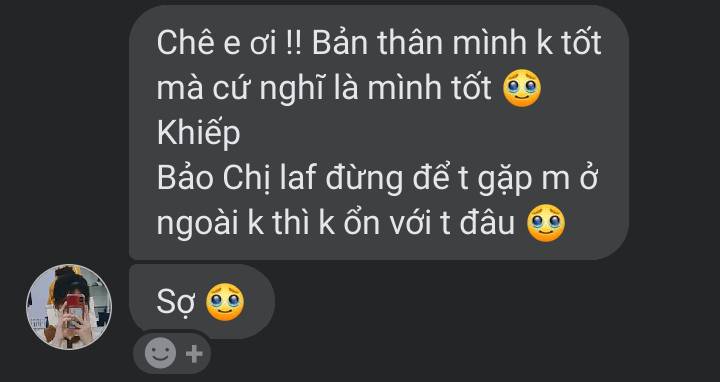 Chê e ơi !! Bản thân mình k tốt
mà cứ nghĩ là mình tốt 🥹
Khiếp
Bảo Chị laf đừng để t gặp m ở
ngoài k thì k ổn với t đâu 🥹
Sợ 🥹